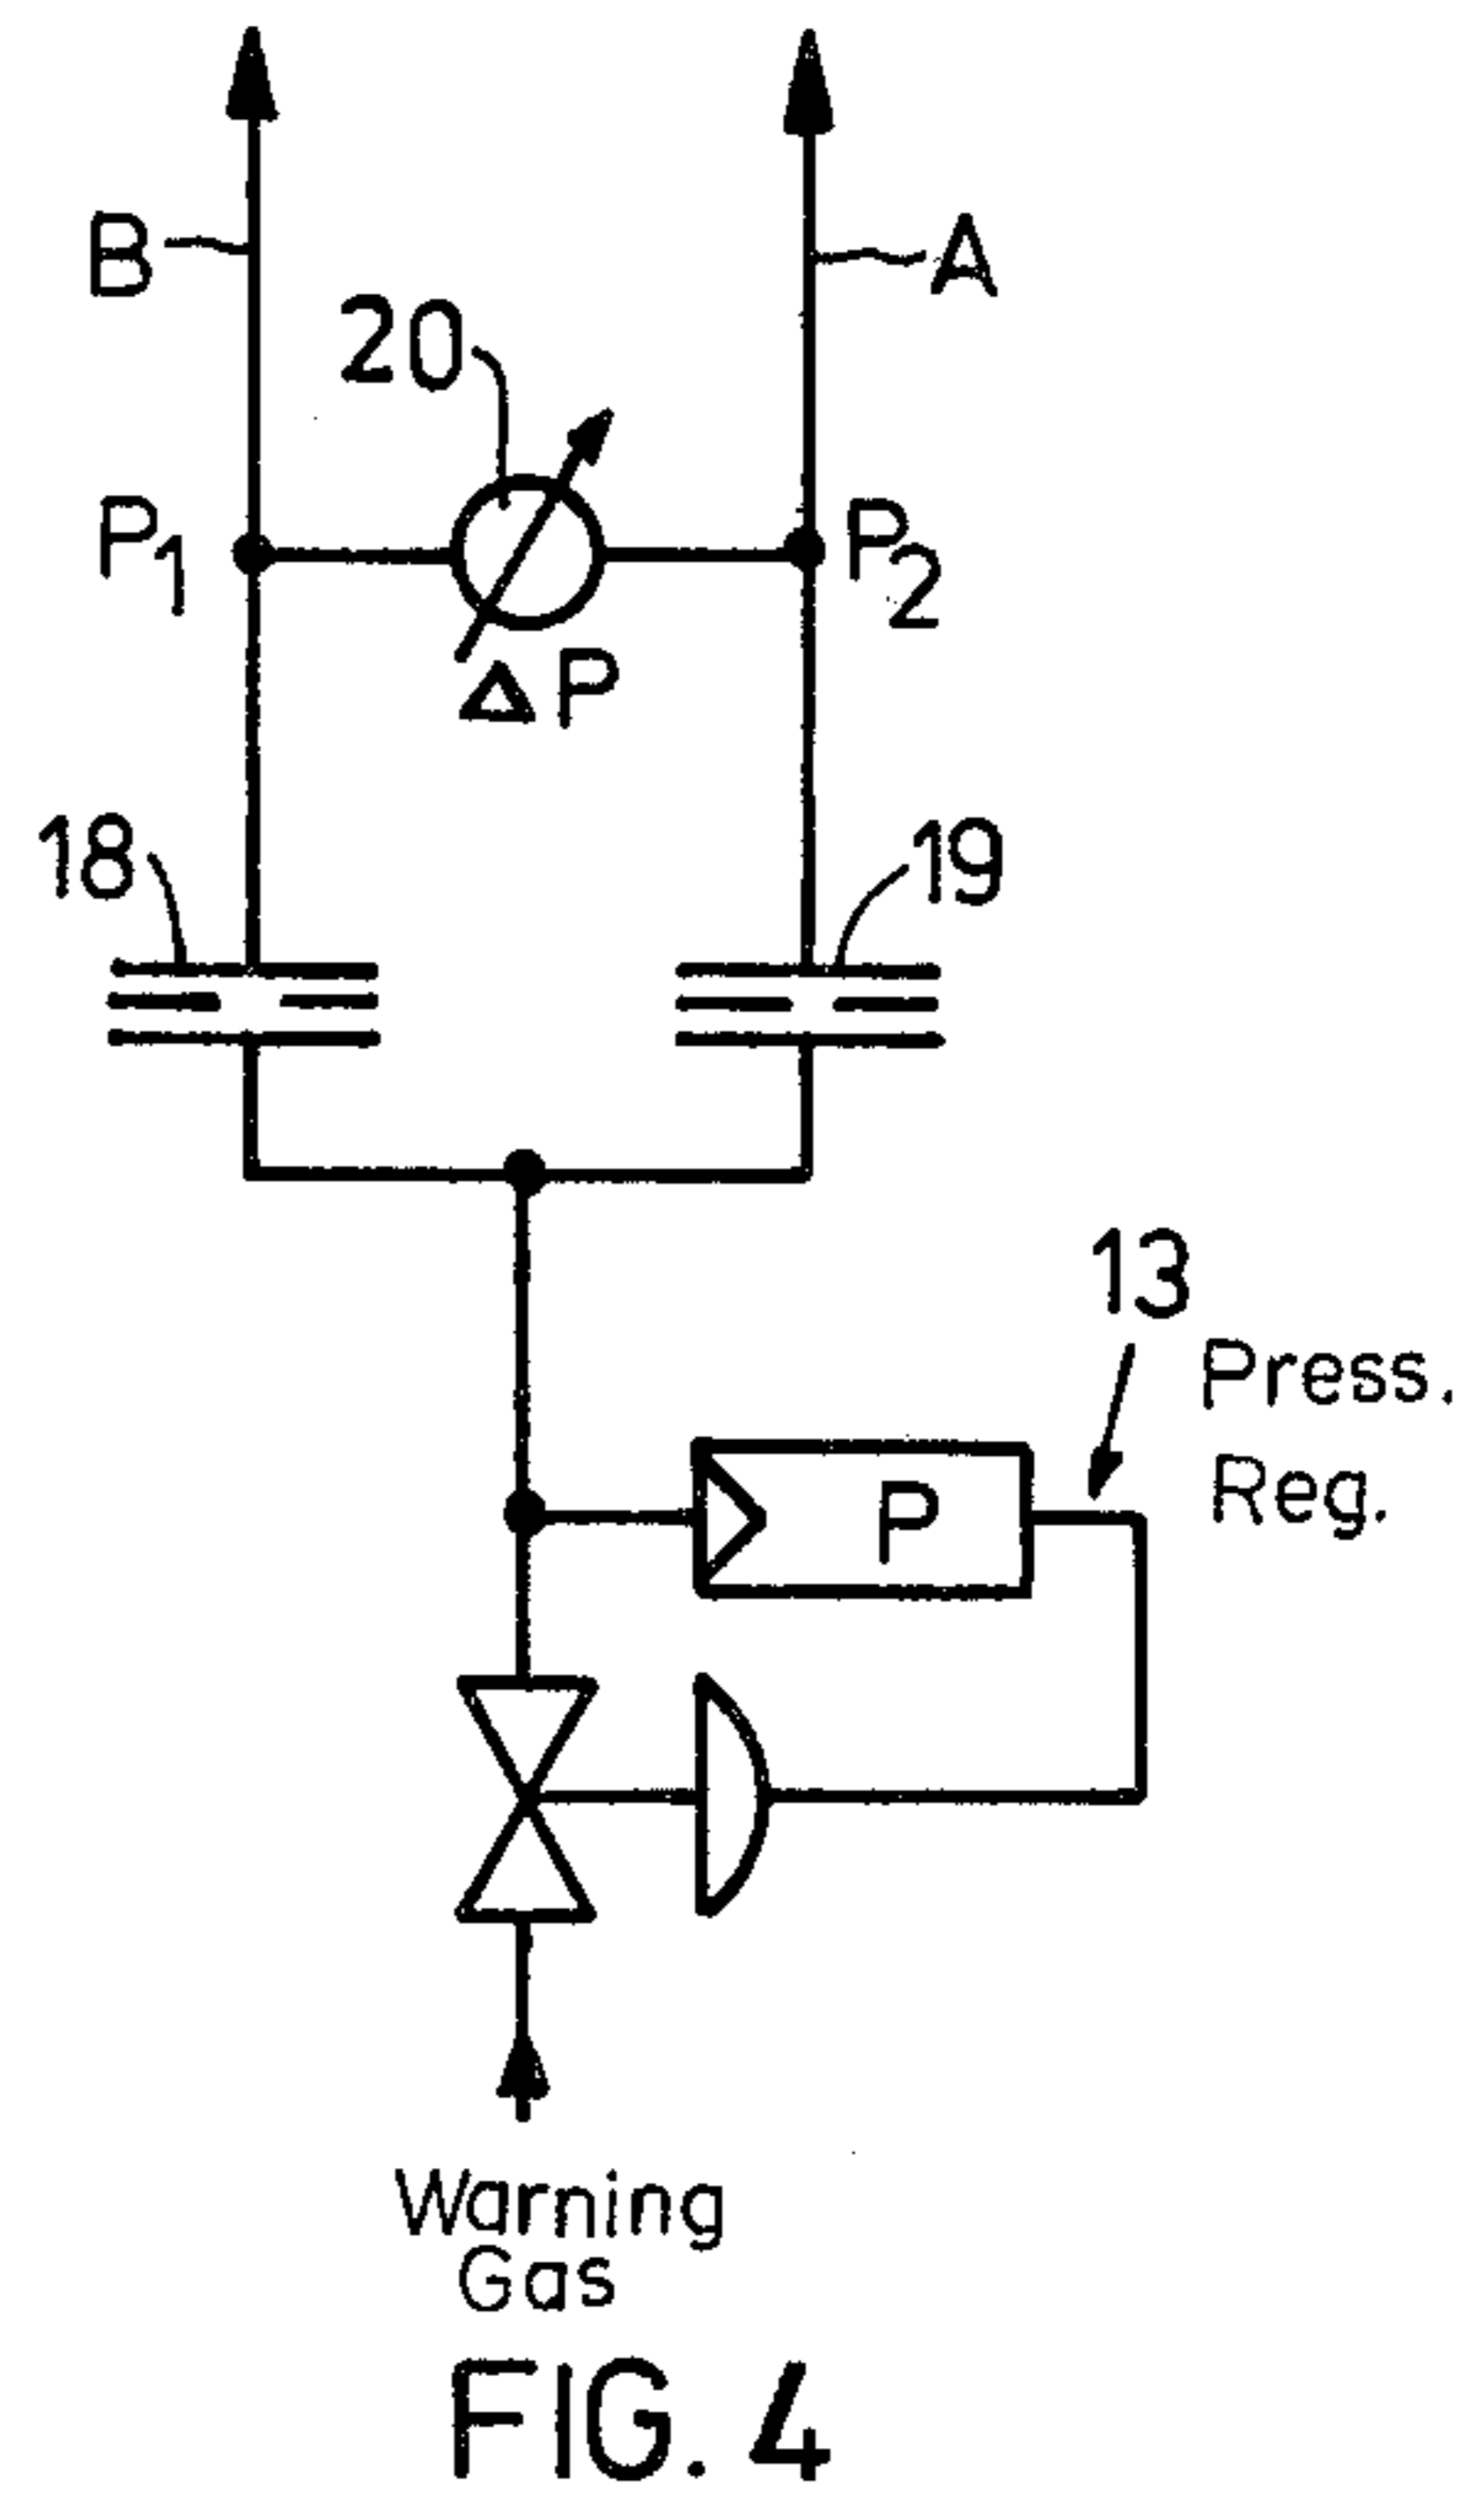 B
A
20
P1
P2
ΔP
18
19
13
Press.
Reg.
P
Warning
Gas
FIG. 4